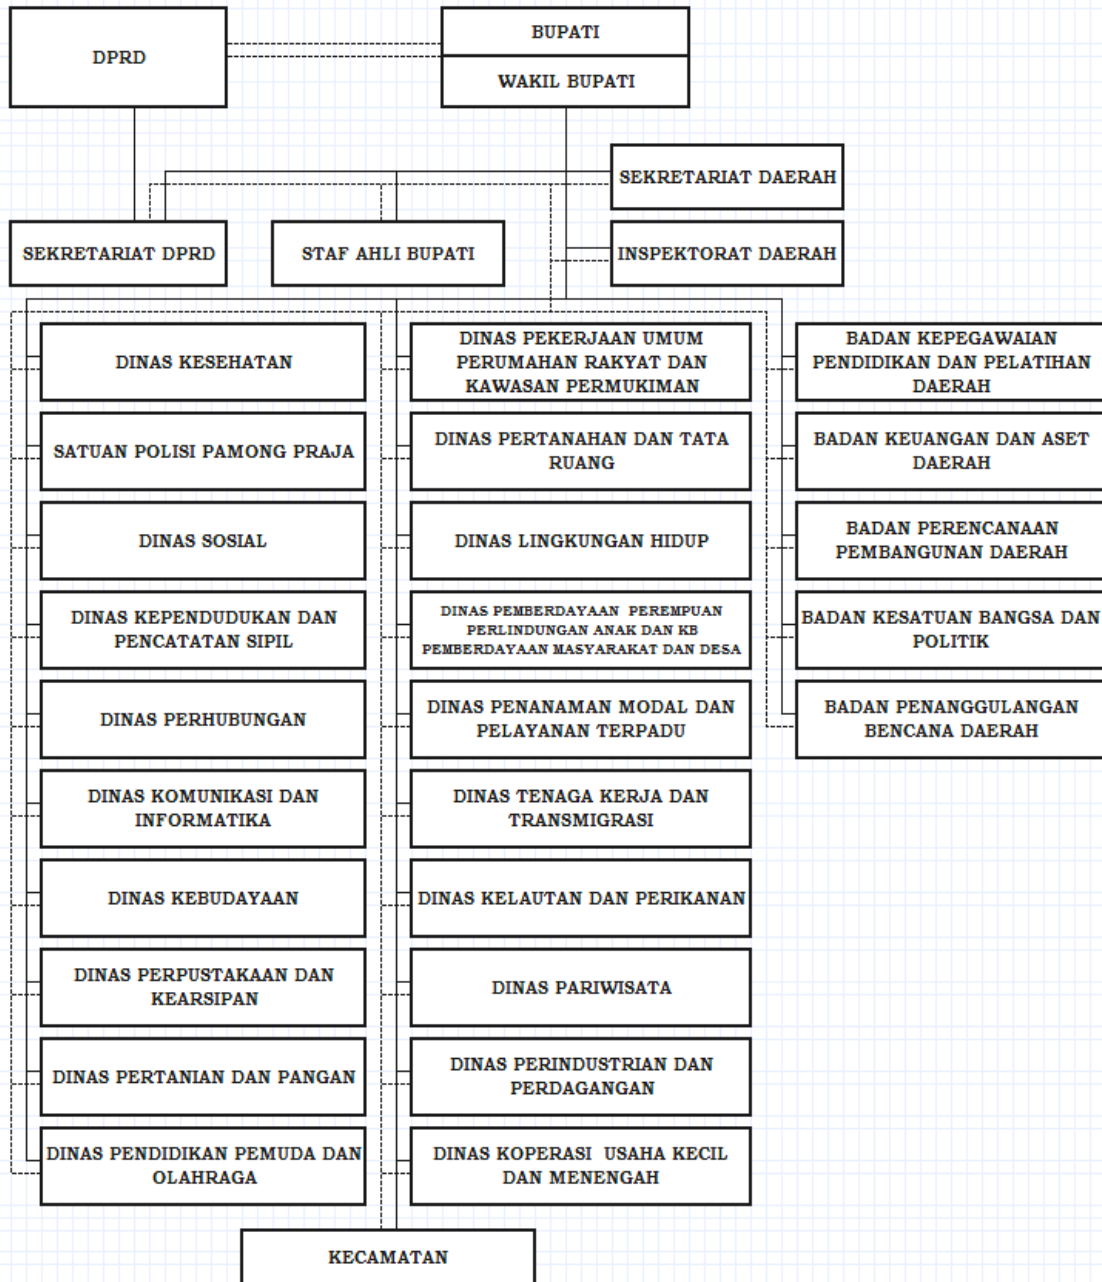 DPRD
BUPATI
WAKIL BUPATI
SEKRETARIAT DAERAH
SEKRETARIAT DPRD
STAF AHLI BUPATI
INSPEKTORAT DAERAH
DINAS KESEHATAN
SATUAN POLISI PAMONG PRAJA
DINAS SOSIAL
DINAS KEPENDUDUKAN DAN
PENCATATAN SIPIL
DINAS PERHUBUNGAN
DINAS KOMUNIKASI DAN
INFORMATIKA
DINAS KEBUDAYAAN
DINAS PERPUSTAKAAN DAN
KEARSIPAN
DINAS PERTANIAN DAN PANGAN
DINAS PENDIDIKAN PEMUDA DAN
OLAHRAGA
DINAS PEKERJAAN UMUM
PERUMAHAN RAKYAT DAN
KAWASAN PERMUKIMAN
DINAS PERTANAHAN DAN TATA
RUANG
DINAS LINGKUNGAN HIDUP
DINAS PEMBERDAYAAN PEREMPUAN
PERLINDUNGAN ANAK DAN KB
PEMBERDAYAAN MASYARAKAT DAN DESA
DINAS PENANAMAN MODAL DAN
PELAYANAN TERPADU
DINAS TENAGA KERJA DAN
TRANSMIGRASI
DINAS KELAUTAN DAN PERIKANAN
DINAS PARIWISATA
DINAS PERINDUSTRIAN DAN
PERDAGANGAN
DINAS KOPERASI USAHA KECIL
DAN MENENGAH
BADAN KEPEGAWAIAN
PENDIDIKAN DAN PELATIHAN
DAERAH
BADAN KEUANGAN DAN ASET
DAERAH
BADAN PERENCANAAN
PEMBANGUNAN DAERAH
BADAN KESATUAN BANGSA DAN
POLITIK
BADAN PENANGGULANGAN
BENCANA DAERAH
KECAMATAN